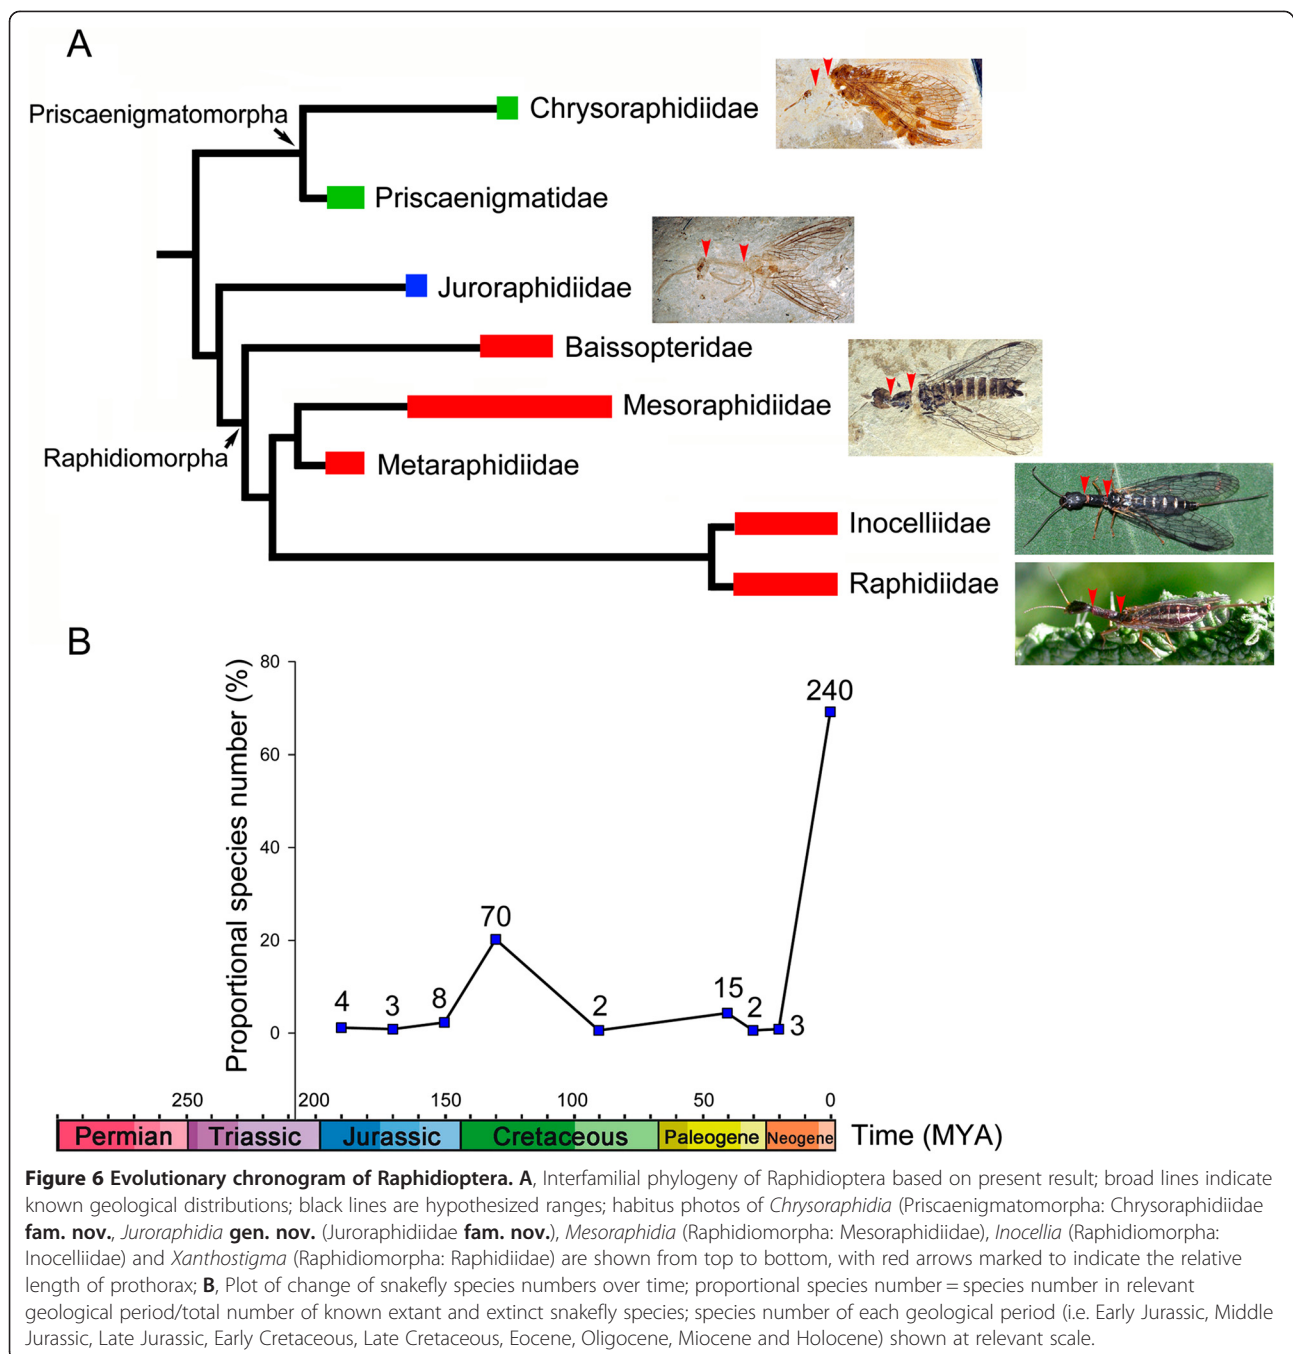 A
Priscaenigmatomorpha
Chrysoraphidiidae
Priscaenigmatidae
Juroraphidiidae
Baissopteridae
Mesoraphidiidae
Raphidiomorpha
Metaraphidiidae
Inocelliidae
Raphidiidae
B
Proportional species number (%)
80
60
40
20
0
4
3
8
70
2
15
2
3
240
250 200 150 100 50 0
Permian Triassic Jurassic Cretaceous Paleogene Neogene Time (MYA)
Figure 6 Evolutionary chronogram of Raphidioptera. A, Interfamilial phylogeny of Raphidioptera based on present result; broad lines indicate
known geological distributions; black lines are hypothesized ranges; habitus photos of Chrysoraphidia (Priscaenigmatomorpha: Chrysoraphidiidae
fam. nov., Juroraphidia gen. nov. (Juroraphidiidae fam. nov.), Mesoraphidia (Raphidiomorpha: Mesoraphidiidae), Inocellia (Raphidiomorpha:
Inocelliidae) and Xanthostigma (Raphidiomorpha: Raphidiidae) are shown from top to bottom, with red arrows marked to indicate the relative
length of prothorax; B, Plot of change of snakefly species numbers over time; proportional species number = species number in relevant
geological period/total number of known extant and extinct snakefly species; species number of each geological period (i.e. Early Jurassic, Middle
Jurassic, Late Jurassic, Early Cretaceous, Late Cretaceous, Eocene, Oligocene, Miocene and Holocene) shown at relevant scale.